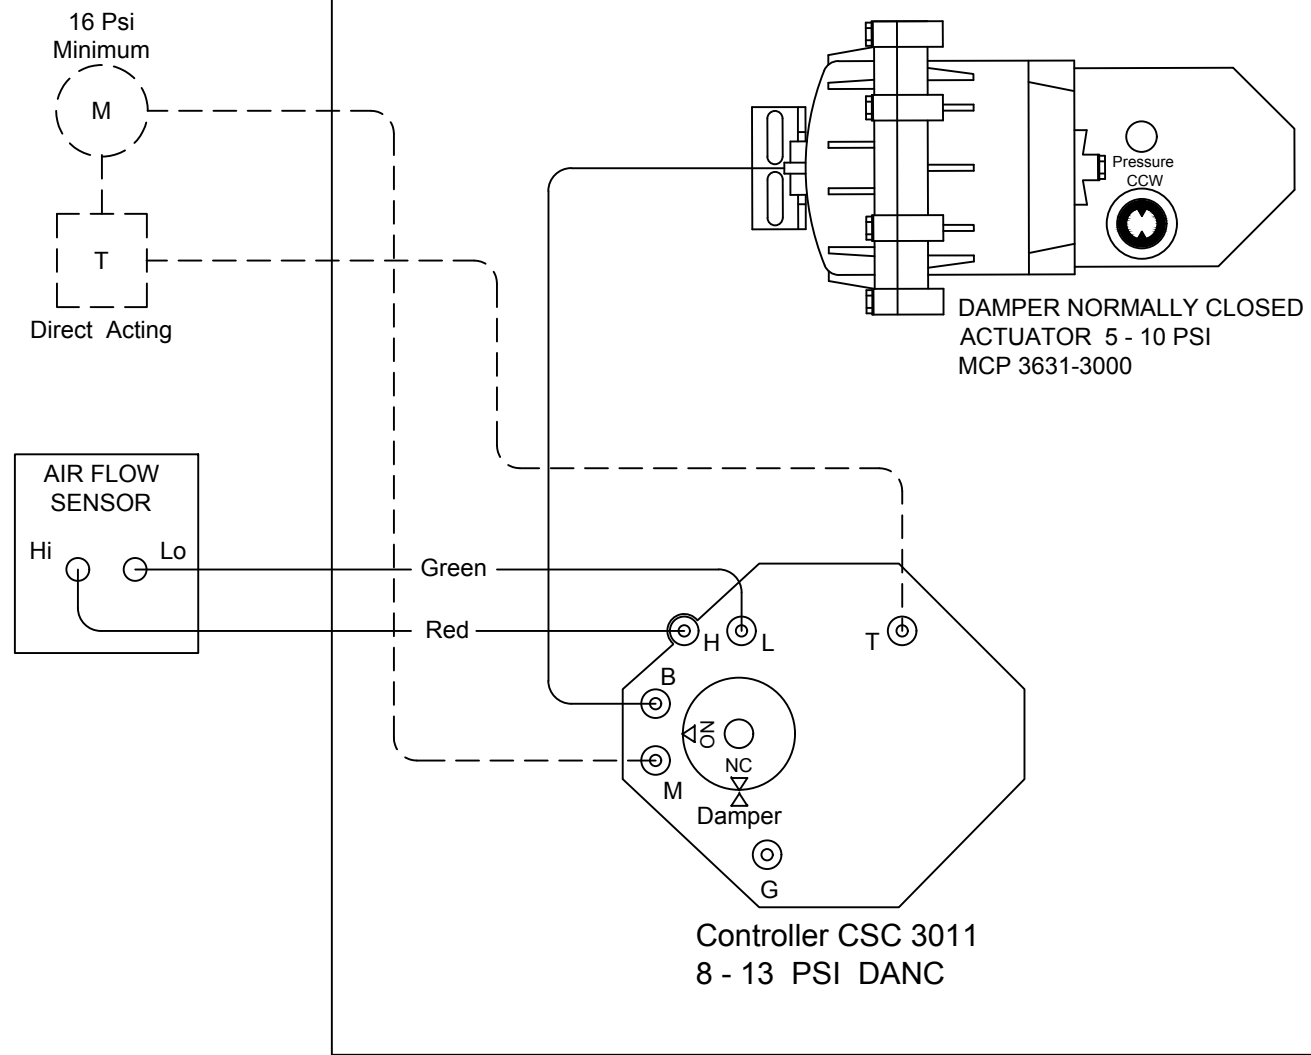 16 Psi
Minimum
M
T
Direct Acting
Pressure
CCW
DAMPER NORMALLY CLOSED
ACTUATOR 5 - 10 PSI
MCP 3631-3000
AIR FLOW
SENSOR
Hi
Lo
Green
Red
H
L
T
B
NO
NC
M
Damper
G
Controller CSC 3011
8 - 13 PSI DANC